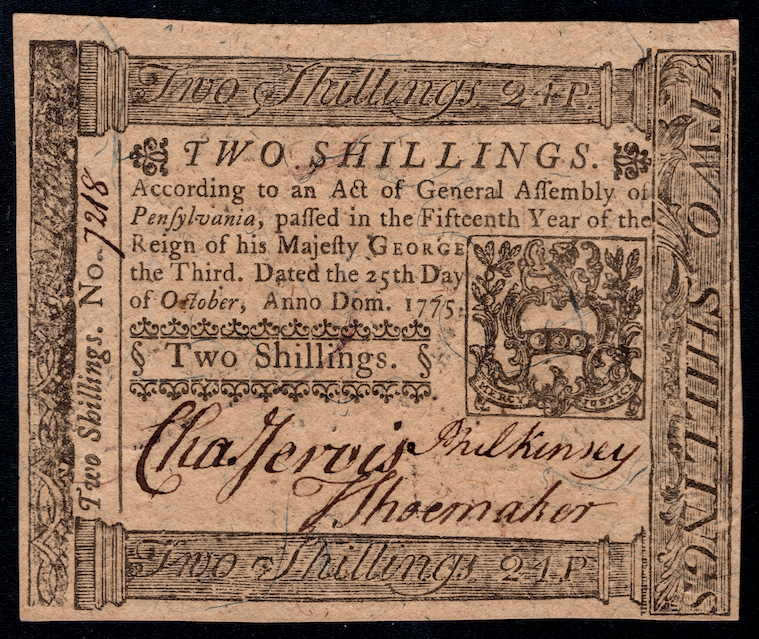 Two Shillings. 24.P.
TWO SHILLINGS.
According to an Act of General Aſſembly of
Penſylvania, paſſed in the Fifteenth Year of the
Reign of his Majeſty GEORGE
the Third. Dated the 25th Day
of October, Anno Dom. 1775.
§ Two Shillings. §
MERCY JUSTICE
Cha. Jervis Phil Kinsey
J Shoemaker
Two Shillings. 24.P.
Two Shillings. No. 7218
TWO SHILLINGS